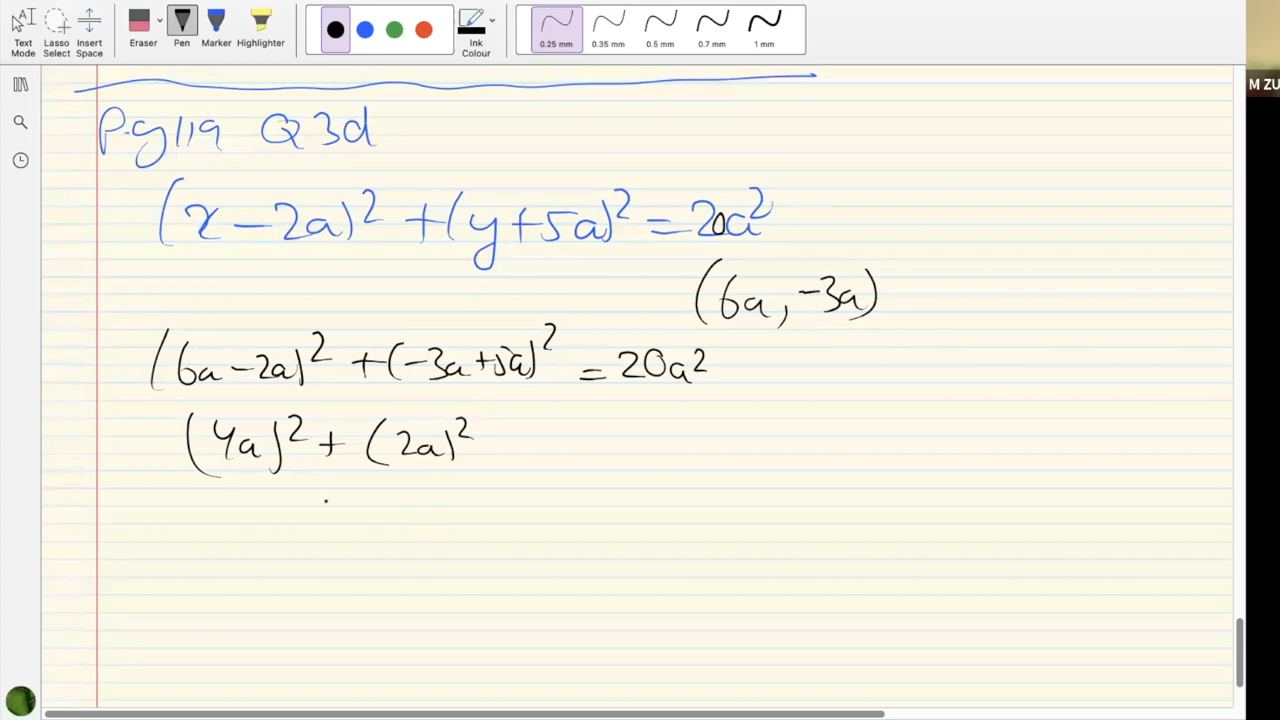 Text Mode
Lasso Select
Insert Space
Eraser
Pen
Marker
Highlighter
Ink Colour
0.25 mm
0.35 mm
0.5 mm
0.7 mm
1 mm
M ZU
Pg119 Q3d
(x - 2a)² + (y + 5a)² = 20a²
(6a, -3a)
(6a - 2a)² + (-3a + 5a)² = 20a²
(4a)² + (2a)²